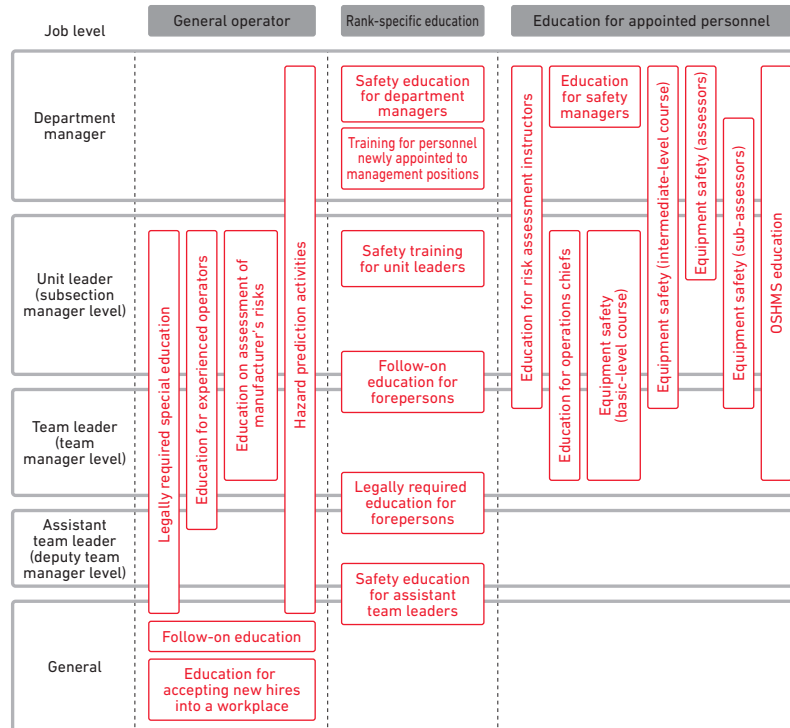 Job level
General operator
Rank-specific education
Education for appointed personnel
Department
manager
Unit leader
(subsection
manager level)
Team leader
(team
manager level)
Assistant
team leader
(deputy team
manager level)
General
Legally required special education
Education for experienced operators
Education on assessment of
manufacturer's risks
Hazard prediction activities
Follow-on education
Education for
accepting new hires
into a workplace
Safety education
for department
managers
Training for personnel
newly appointed to
management positions
Safety training
for unit leaders
Follow-on
education for
forepersons
Legally required
education for
forepersons
Safety education
for assistant
team leaders
Education for risk assessment instructors
Education
for safety
managers
Education for operations chiefs
Equipment safety
(basic-level course)
Equipment safety (intermediate-level course)
Equipment safety (assessors)
Equipment safety (sub-assessors)
OSHMS education